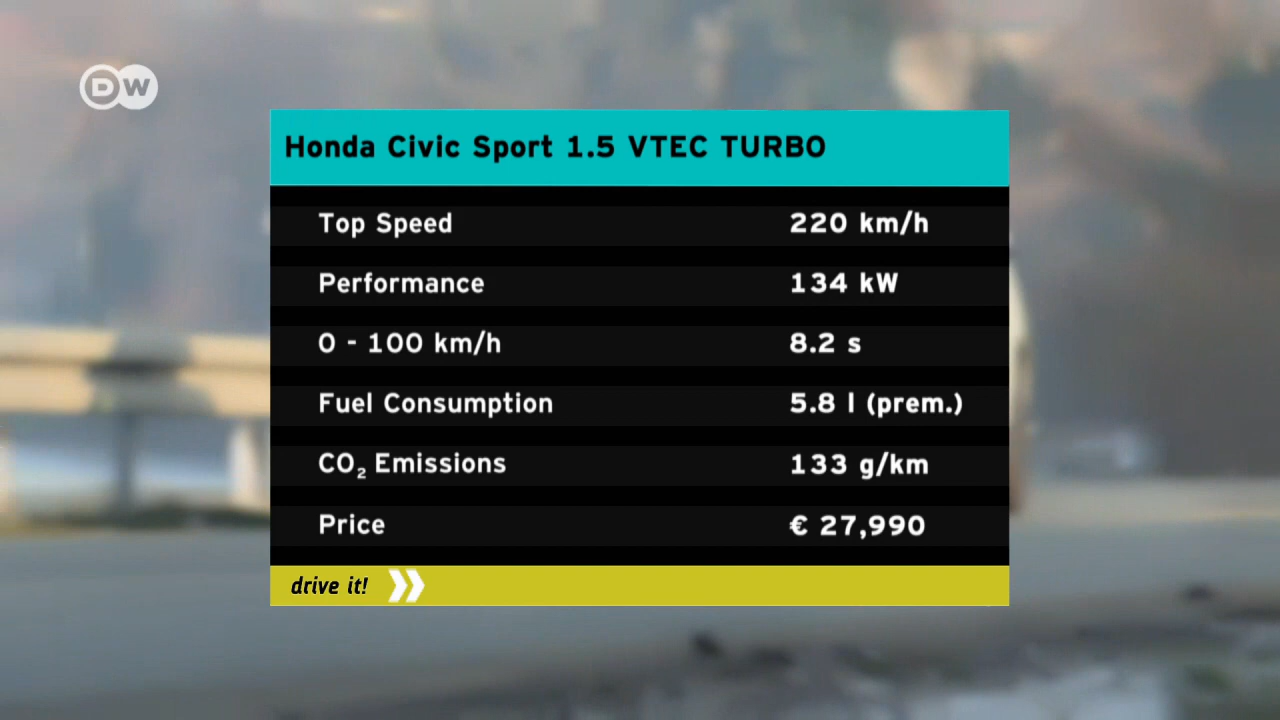 DW
Honda Civic Sport 1.5 VTEC TURBO
Top Speed 220 km/h
Performance 134 kW
0 - 100 km/h 8.2 s
Fuel Consumption 5.8 l (prem.)
CO₂ Emissions 133 g/km
Price € 27,990
drive it!